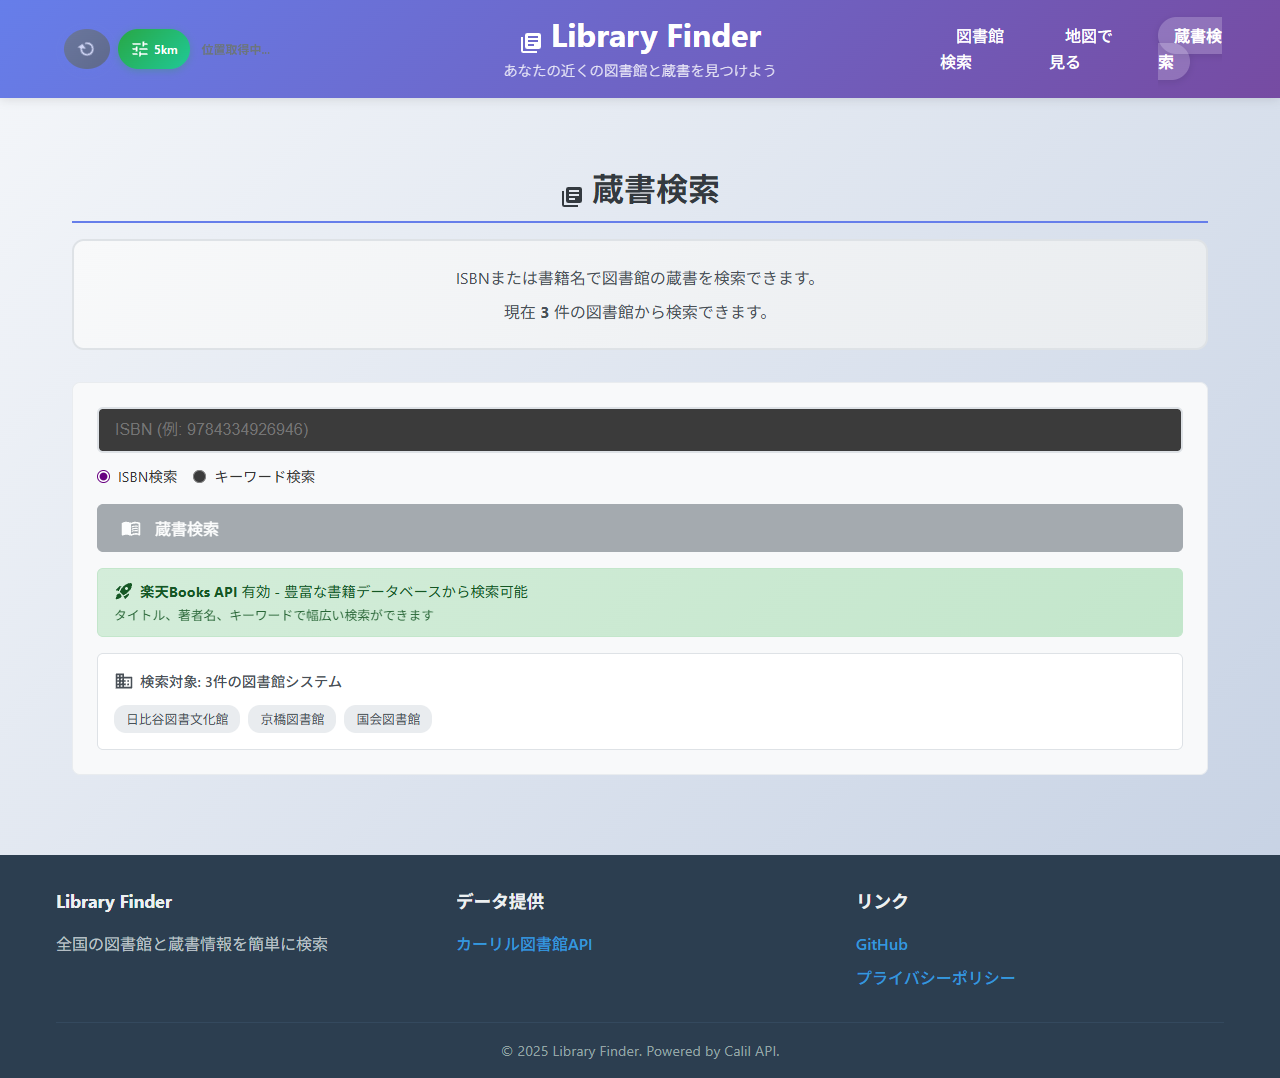 5km
位置取得中...
Library Finder
あなたの近くの図書館と蔵書を見つけよう
図書館検索
地図で見る
蔵書検索
蔵書検索
ISBNまたは書籍名で図書館の蔵書を検索できます。
現在 3 件の図書館から検索できます。
ISBN (例: 9784334926946)
ISBN検索 キーワード検索
蔵書検索
楽天Books API 有効 - 豊富な書籍データベースから検索可能
タイトル、著者名、キーワードで幅広い検索ができます
検索対象: 3件の図書館システム
日比谷図書文化館 京橋図書館 国会図書館
Library Finder
全国の図書館と蔵書情報を簡単に検索
データ提供
カーリル図書館API
リンク
GitHub
プライバシーポリシー
© 2025 Library Finder. Powered by Calil API.